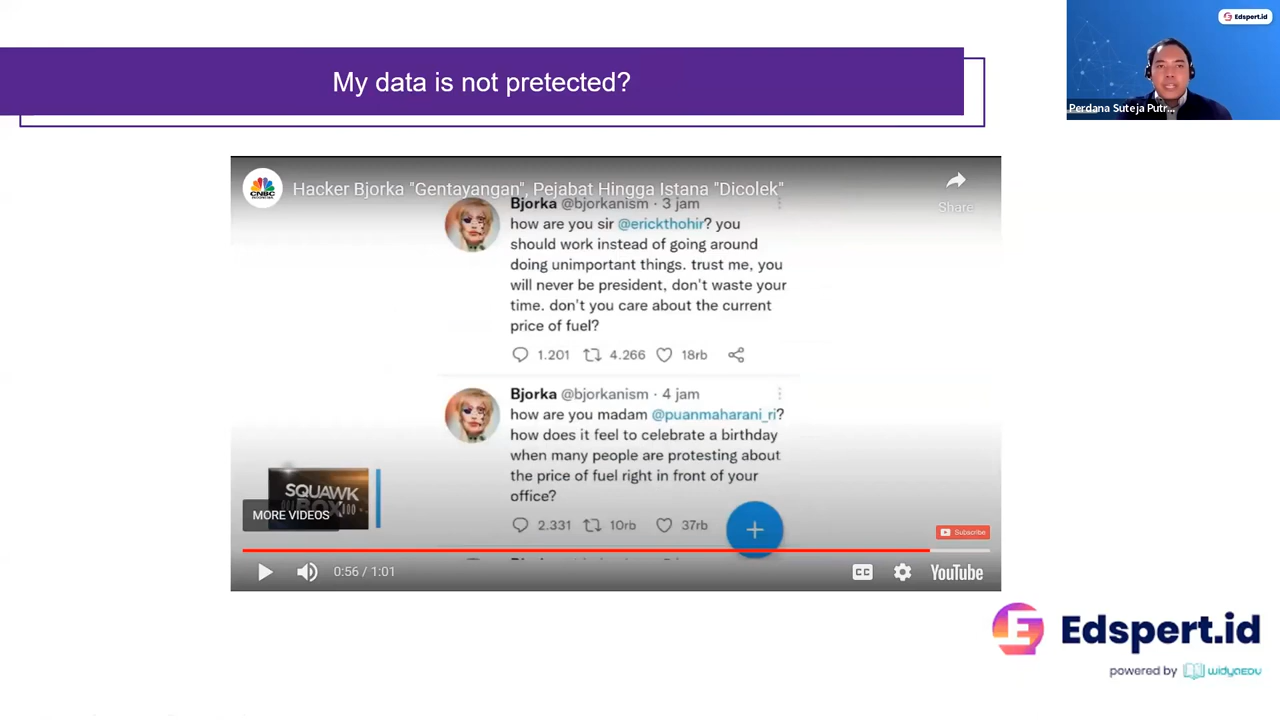 Edspert.id
My data is not pretected?
Perdana Suteja Putr...
CNBC
Hacker Bjorka "Gentayangan", Pejabat Hingga Istana "Dicolek"
Share
Bjorka @bjorkanism · 3 jam
how are you sir @erickthohir? you
should work instead of going around
doing unimportant things. trust me, you
will never be president, don't waste your
time. don't you care about the current
price of fuel?
1.201 4.266 18rb
Bjorka @bjorkanism · 4 jam
how are you madam @puanmaharani_ri?
how does it feel to celebrate a birthday
when many people are protesting about
the price of fuel right in front of your
office?
2.331 10rb 37rb
SQUAWK
BOX
MORE VIDEOS
Subscribe
0:56 / 1:01
CC
YouTube
Edspert.id
powered by widyaedu